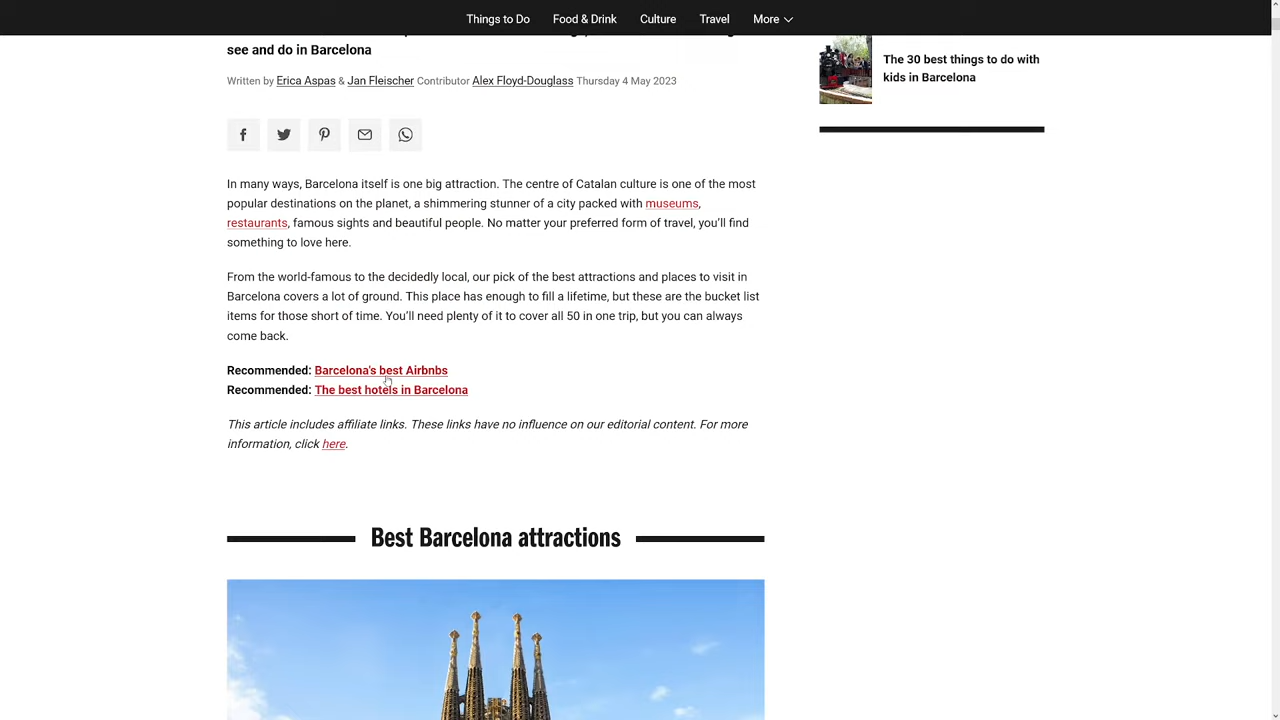 Things to Do Food & Drink Culture Travel More
see and do in Barcelona
Written by Erica Aspas & Jan Fleischer Contributor Alex Floyd-Douglass Thursday 4 May 2023
In many ways, Barcelona itself is one big attraction. The centre of Catalan culture is one of the most
popular destinations on the planet, a shimmering stunner of a city packed with museums,
restaurants, famous sights and beautiful people. No matter your preferred form of travel, you'll find
something to love here.
From the world-famous to the decidedly local, our pick of the best attractions and places to visit in
Barcelona covers a lot of ground. This place has enough to fill a lifetime, but these are the bucket list
items for those short of time. You'll need plenty of it to cover all 50 in one trip, but you can always
come back.
Recommended: Barcelona's best Airbnbs
Recommended: The best hotels in Barcelona
This article includes affiliate links. These links have no influence on our editorial content. For more
information, click here.
Best Barcelona attractions
The 30 best things to do with
kids in Barcelona